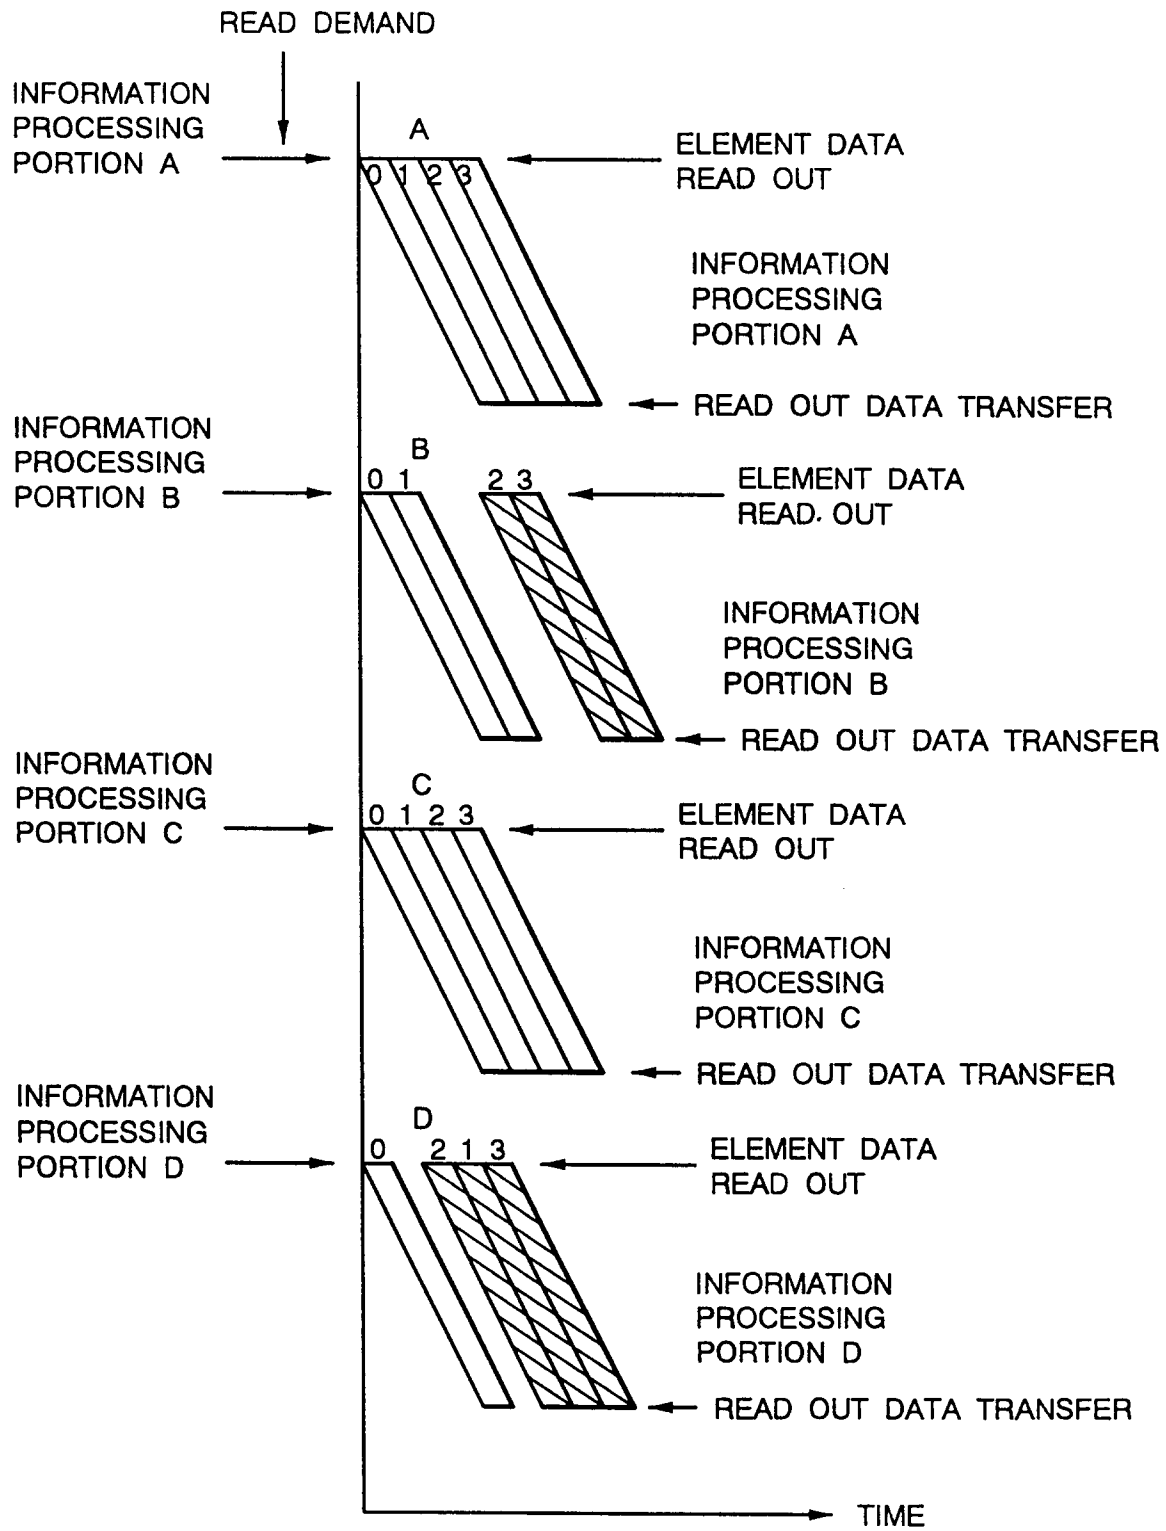 READ DEMAND
INFORMATION
PROCESSING
PORTION A
A
0 1 2 3
ELEMENT DATA
READ OUT
INFORMATION
PROCESSING
PORTION A
READ OUT DATA TRANSFER
INFORMATION
PROCESSING
PORTION B
B
0 1 2 3
ELEMENT DATA
READ. OUT
INFORMATION
PROCESSING
PORTION B
READ OUT DATA TRANSFER
INFORMATION
PROCESSING
PORTION C
C
0 1 2 3
ELEMENT DATA
READ OUT
INFORMATION
PROCESSING
PORTION C
READ OUT DATA TRANSFER
INFORMATION
PROCESSING
PORTION D
D
0 2 1 3
ELEMENT DATA
READ OUT
INFORMATION
PROCESSING
PORTION D
READ OUT DATA TRANSFER
TIME